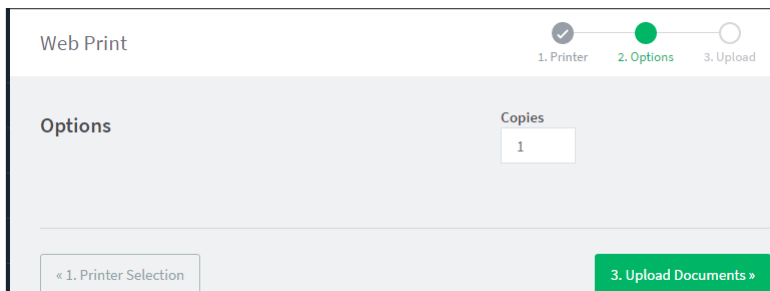 Web Print
1. Printer
2. Options
3. Upload
Options
Copies
1
« 1. Printer Selection
3. Upload Documents »